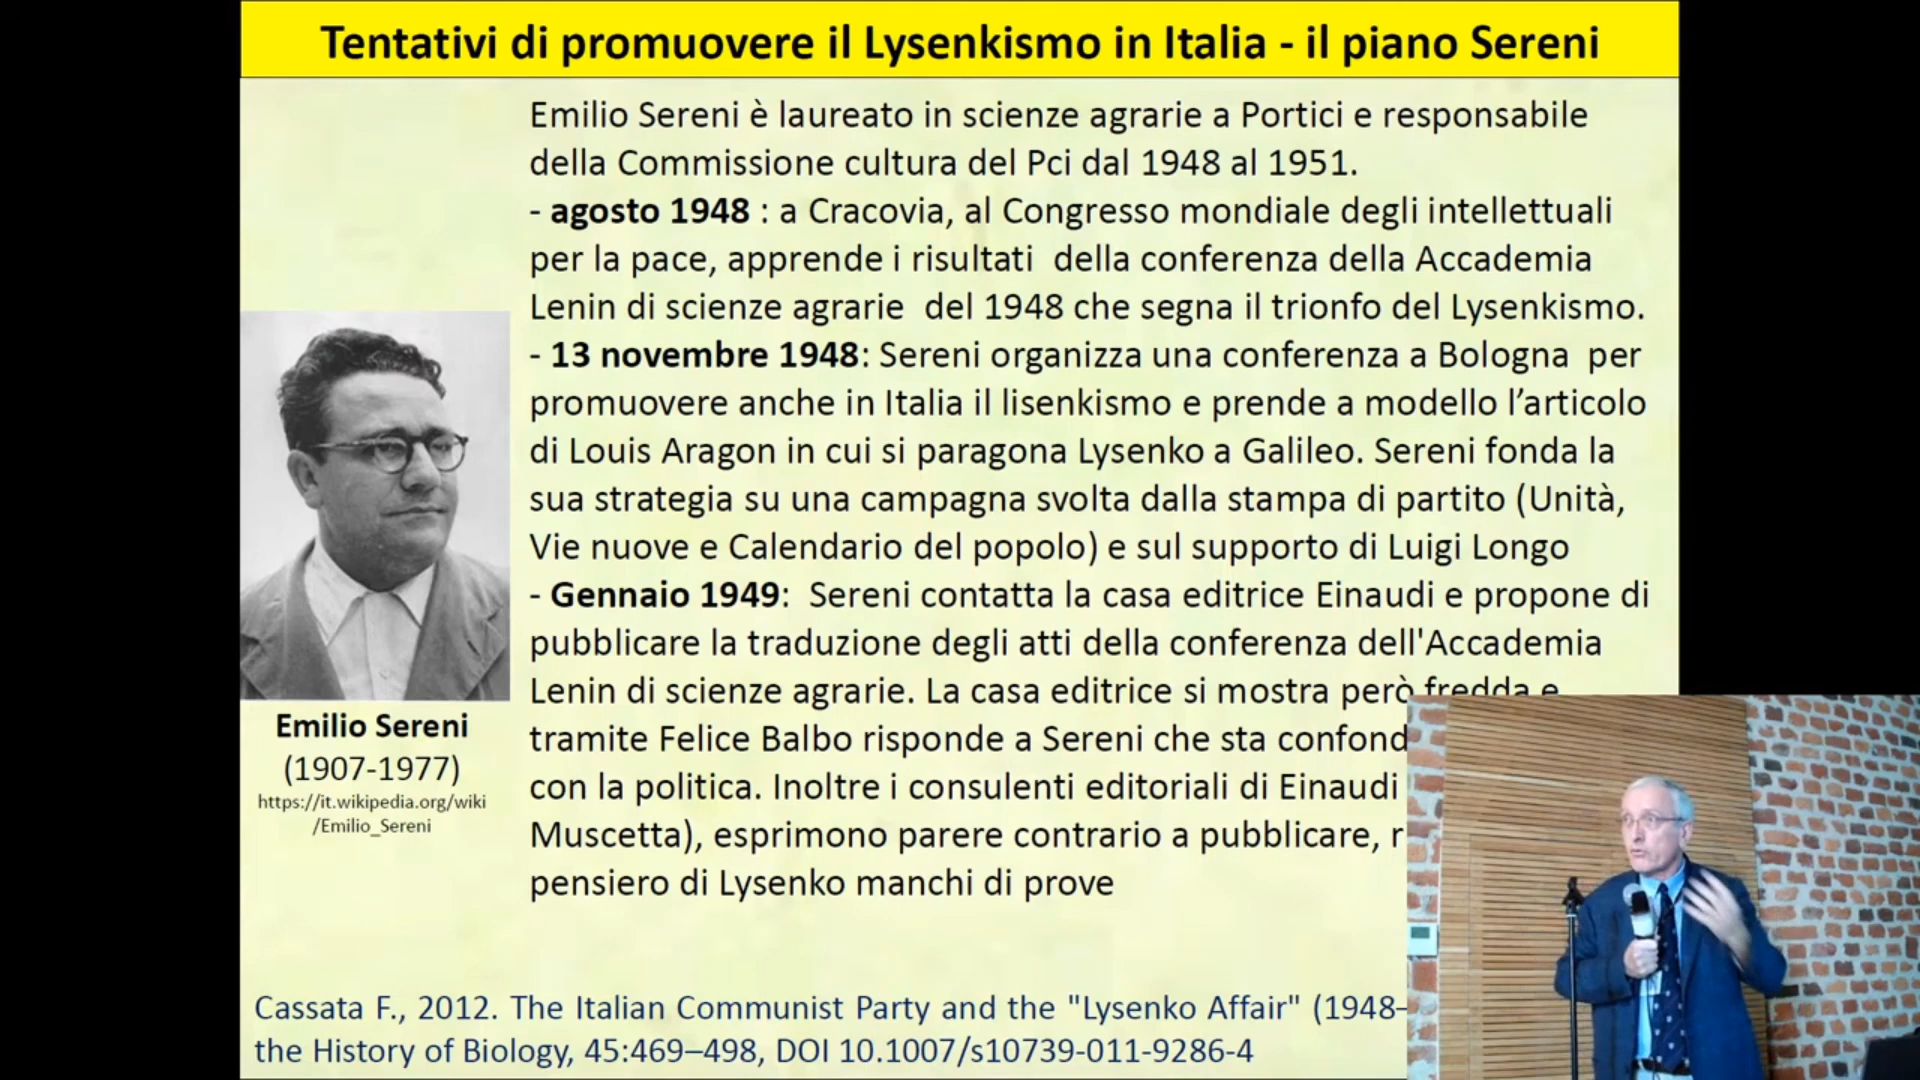 Tentativi di promuovere il Lysenkismo in Italia - il piano Sereni
Emilio Sereni è laureato in scienze agrarie a Portici e responsabile
della Commissione cultura del Pci dal 1948 al 1951.
- agosto 1948 : a Cracovia, al Congresso mondiale degli intellettuali
per la pace, apprende i risultati della conferenza della Accademia
Lenin di scienze agrarie del 1948 che segna il trionfo del Lysenkismo.
- 13 novembre 1948: Sereni organizza una conferenza a Bologna per
promuovere anche in Italia il lisenkismo e prende a modello l’articolo
di Louis Aragon in cui si paragona Lysenko a Galileo. Sereni fonda la
sua strategia su una campagna svolta dalla stampa di partito (Unità,
Vie nuove e Calendario del popolo) e sul supporto di Luigi Longo
- Gennaio 1949: Sereni contatta la casa editrice Einaudi e propone di
pubblicare la traduzione degli atti della conferenza dell'Accademia
Lenin di scienze agrarie. La casa editrice si mostra però fredda e
tramite Felice Balbo risponde a Sereni che sta confond
con la politica. Inoltre i consulenti editoriali di Einaudi
Muscetta), esprimono parere contrario a pubblicare, r
pensiero di Lysenko manchi di prove
Emilio Sereni
(1907-1977)
https://it.wikipedia.org/wiki
/Emilio_Sereni
Cassata F., 2012. The Italian Communist Party and the "Lysenko Affair" (1948–
the History of Biology, 45:469–498, DOI 10.1007/s10739-011-9286-4